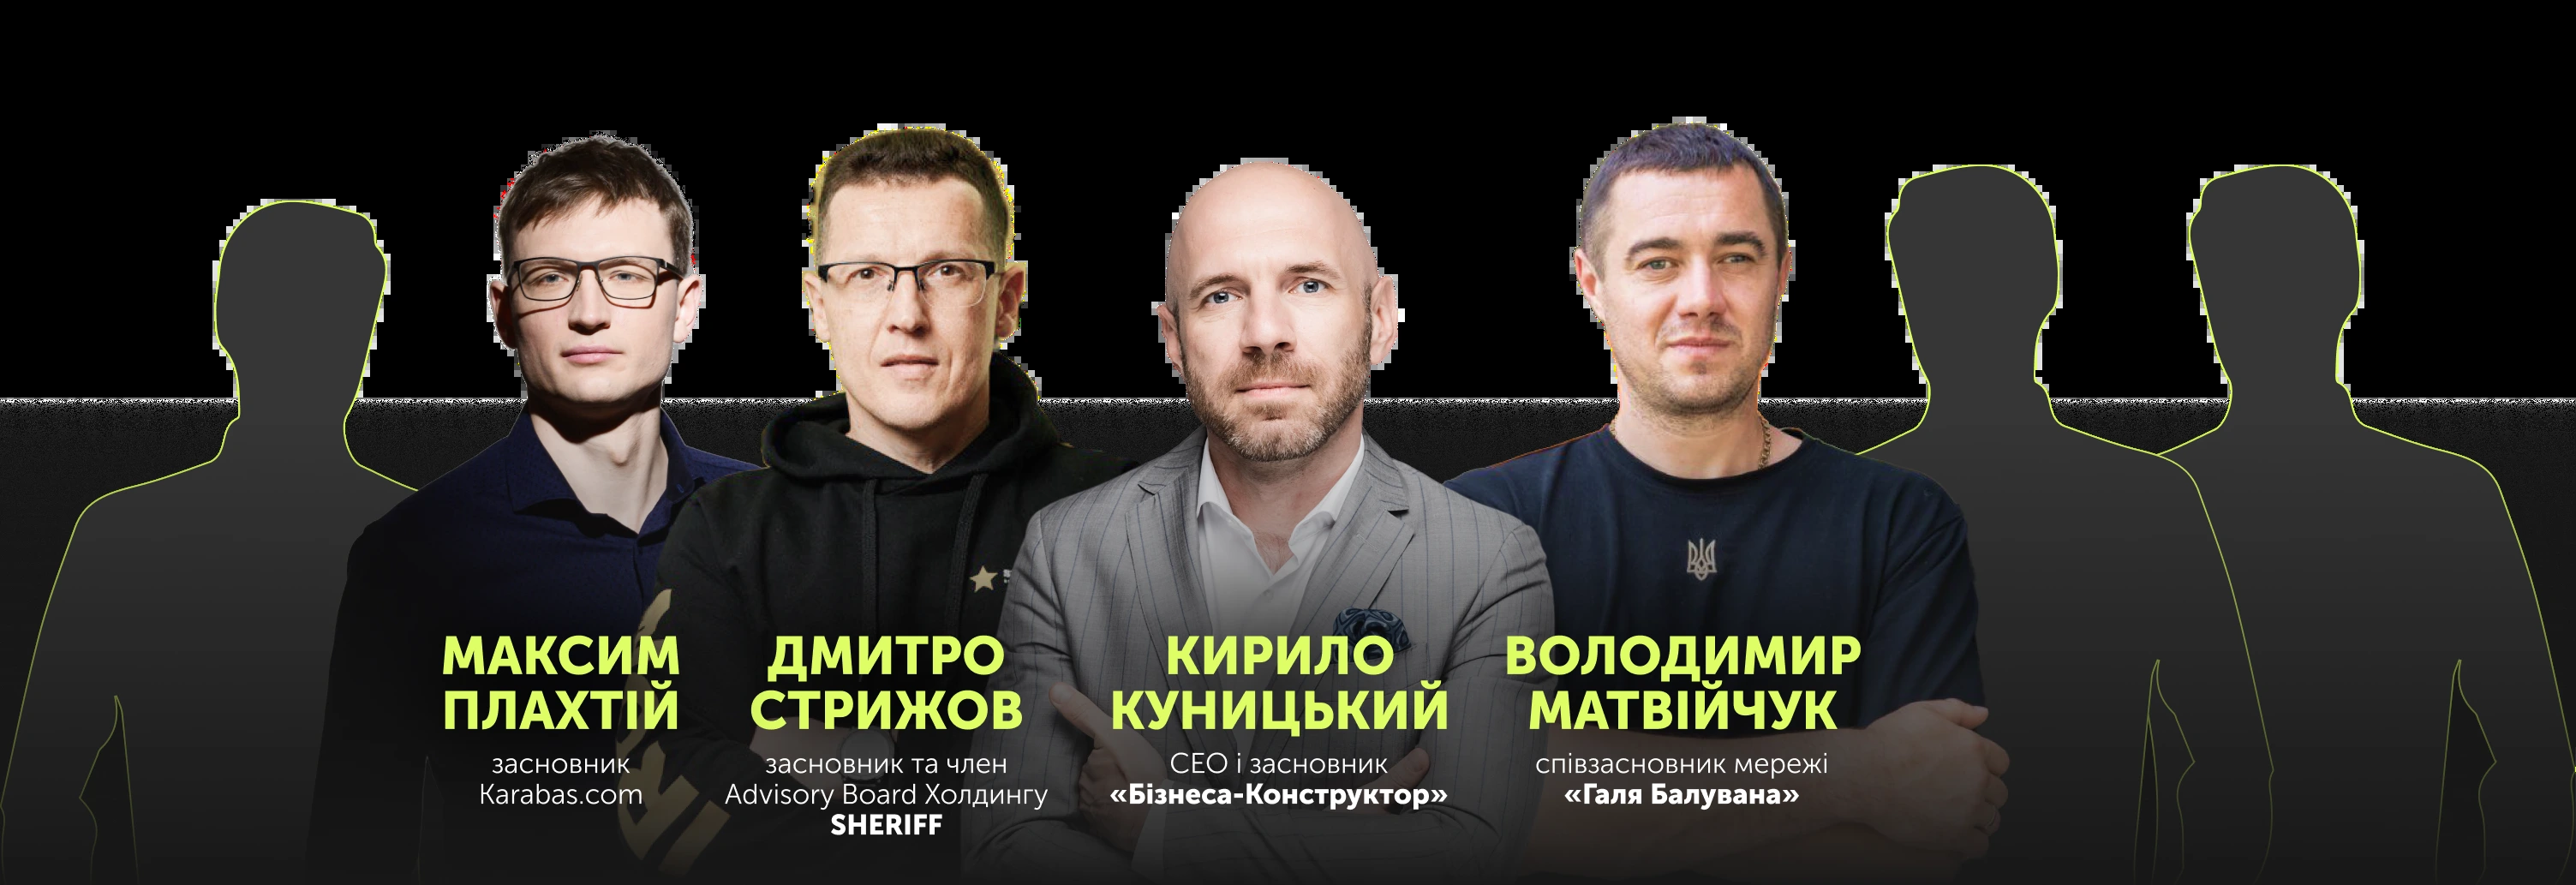 МАКСИМ
ПЛАХТІЙ
засновник
Karabas.com
ДМИТРО
СТРИЖОВ
засновник та член
Advisory Board Холдингу
SHERIFF
КИРИЛО
КУНИЦЬКИЙ
CEO і засновник
«Бізнеса-Конструктор»
ВОЛОДИМИР
МАТВІЙЧУК
співзасновник мережі
«Галя Балувана»